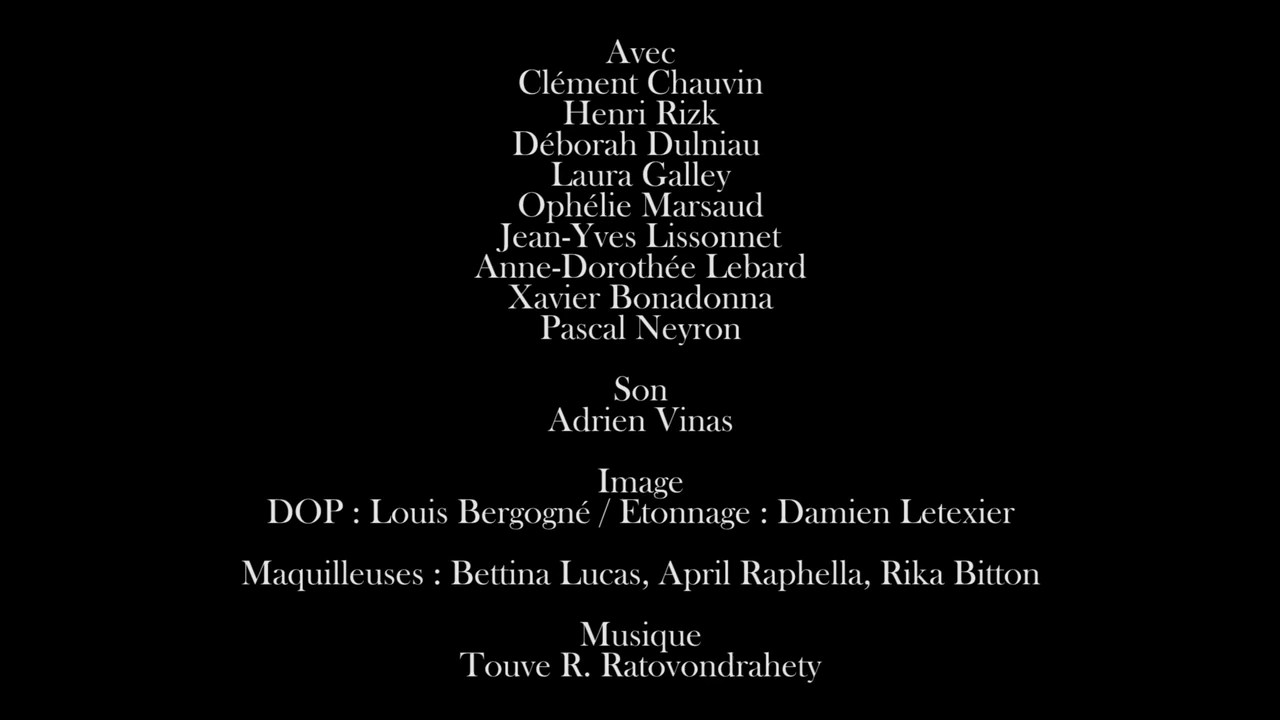 Avec
Clément Chauvin
Henri Rizk
Déborah Dulniau
Laura Galley
Ophélie Marsaud
Jean-Yves Lissonnet
Anne-Dorothée Lebard
Xavier Bonadonna
Pascal Neyron
Son
Adrien Vinas
Image
DOP : Louis Bergogné / Etonnage : Damien Letexier
Maquilleuses : Bettina Lucas, April Raphella, Rika Bitton
Musique
Touve R. Ratovondrahety